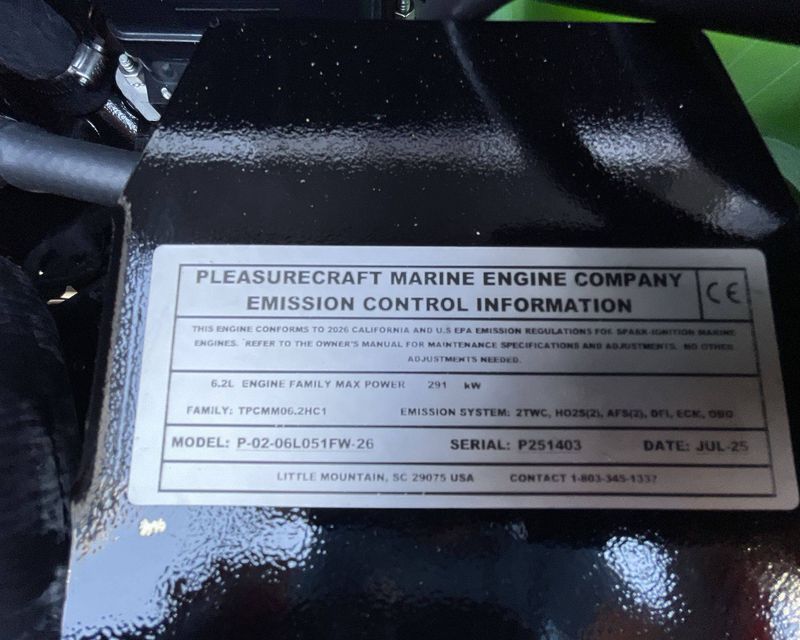 PLEASURECRAFT MARINE ENGINE COMPANY
EMISSION CONTROL INFORMATION
CE
THIS ENGINE CONFORMS TO 2026 CALIFORNIA AND U.S EPA EMISSION REGULATIONS FOR SPARK-IGNITION MARINE
ENGINES. REFER TO THE OWNER'S MANUAL FOR MAINTENANCE SPECIFICATIONS AND ADJUSTMENTS. NO OTHER
ADJUSTMENTS NEEDED.
6.2L ENGINE FAMILY MAX POWER 291 kW
FAMILY: TPCMM06.2HC1 EMISSION SYSTEM: 2TWC, HO2S(2), AFS(2), DFI, ECK, OBD
MODEL: P-02-06L051FW-26 SERIAL: P251403 DATE: JUL-25
LITTLE MOUNTAIN, SC 29075 USA CONTACT 1-803-345-1337